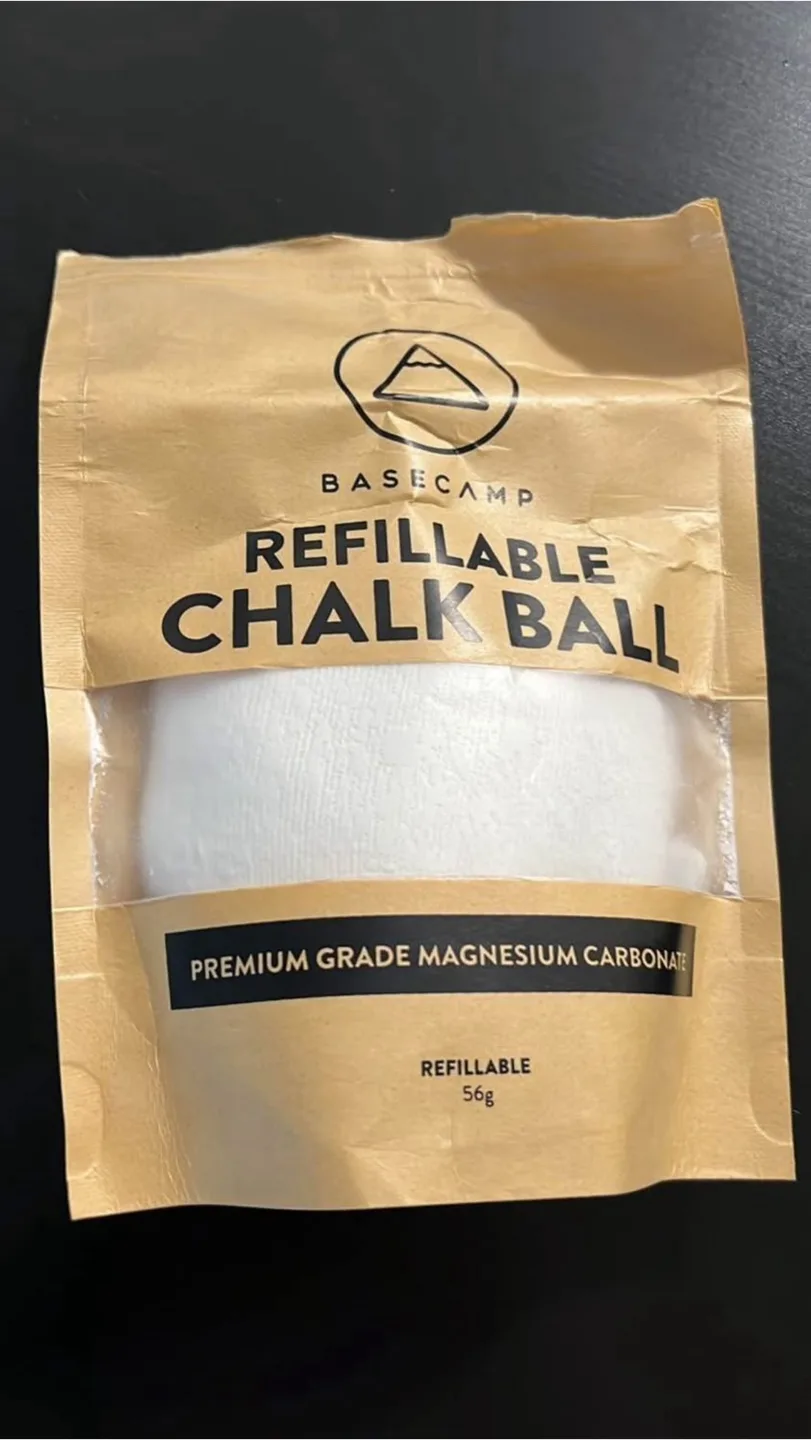 BASECAMP
REFILLABLE
CHALK BALL
PREMIUM GRADE MAGNESIUM CARBONATE
REFILLABLE
56g